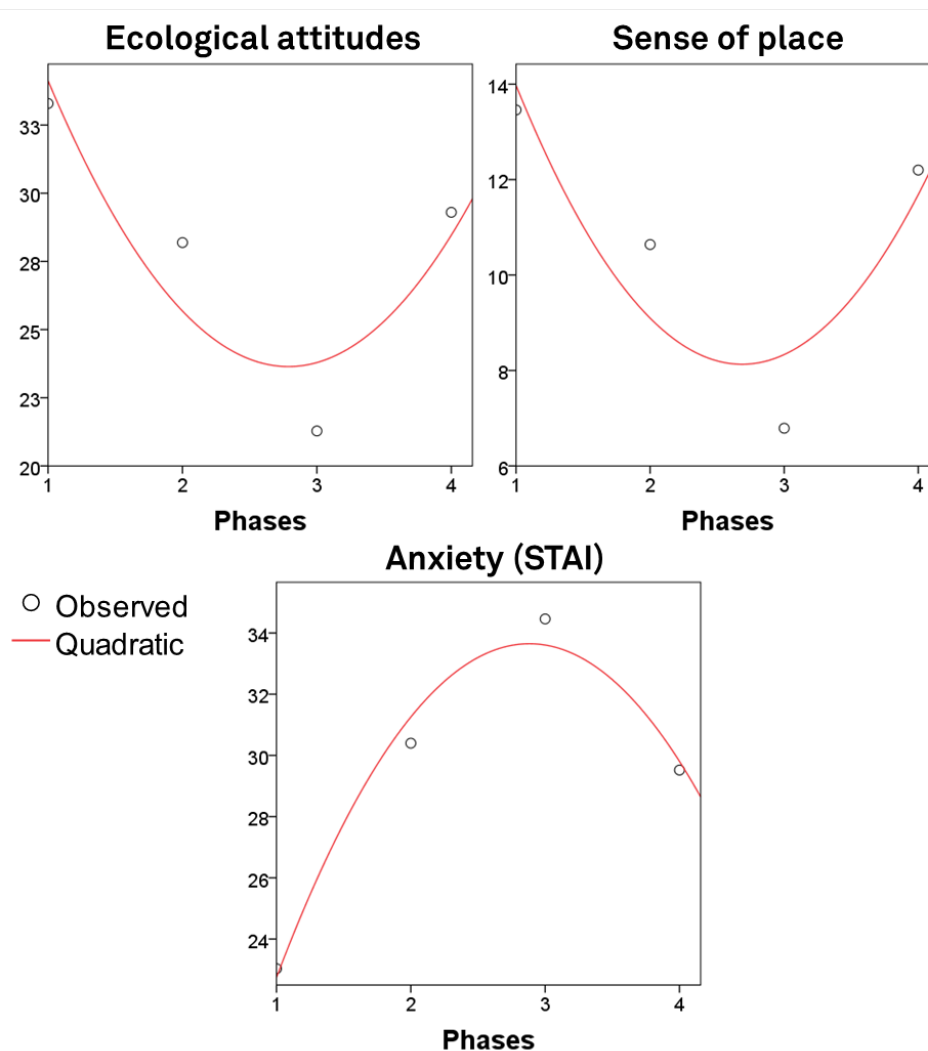 Ecological attitudes
33
30
28
25
23
20
1 2 3 4
Phases
Sense of place
14
12
10
8
6
1 2 3 4
Phases
Anxiety (STAI)
Observed
Quadratic
34
32
30
28
26
24
1 2 3 4
Phases